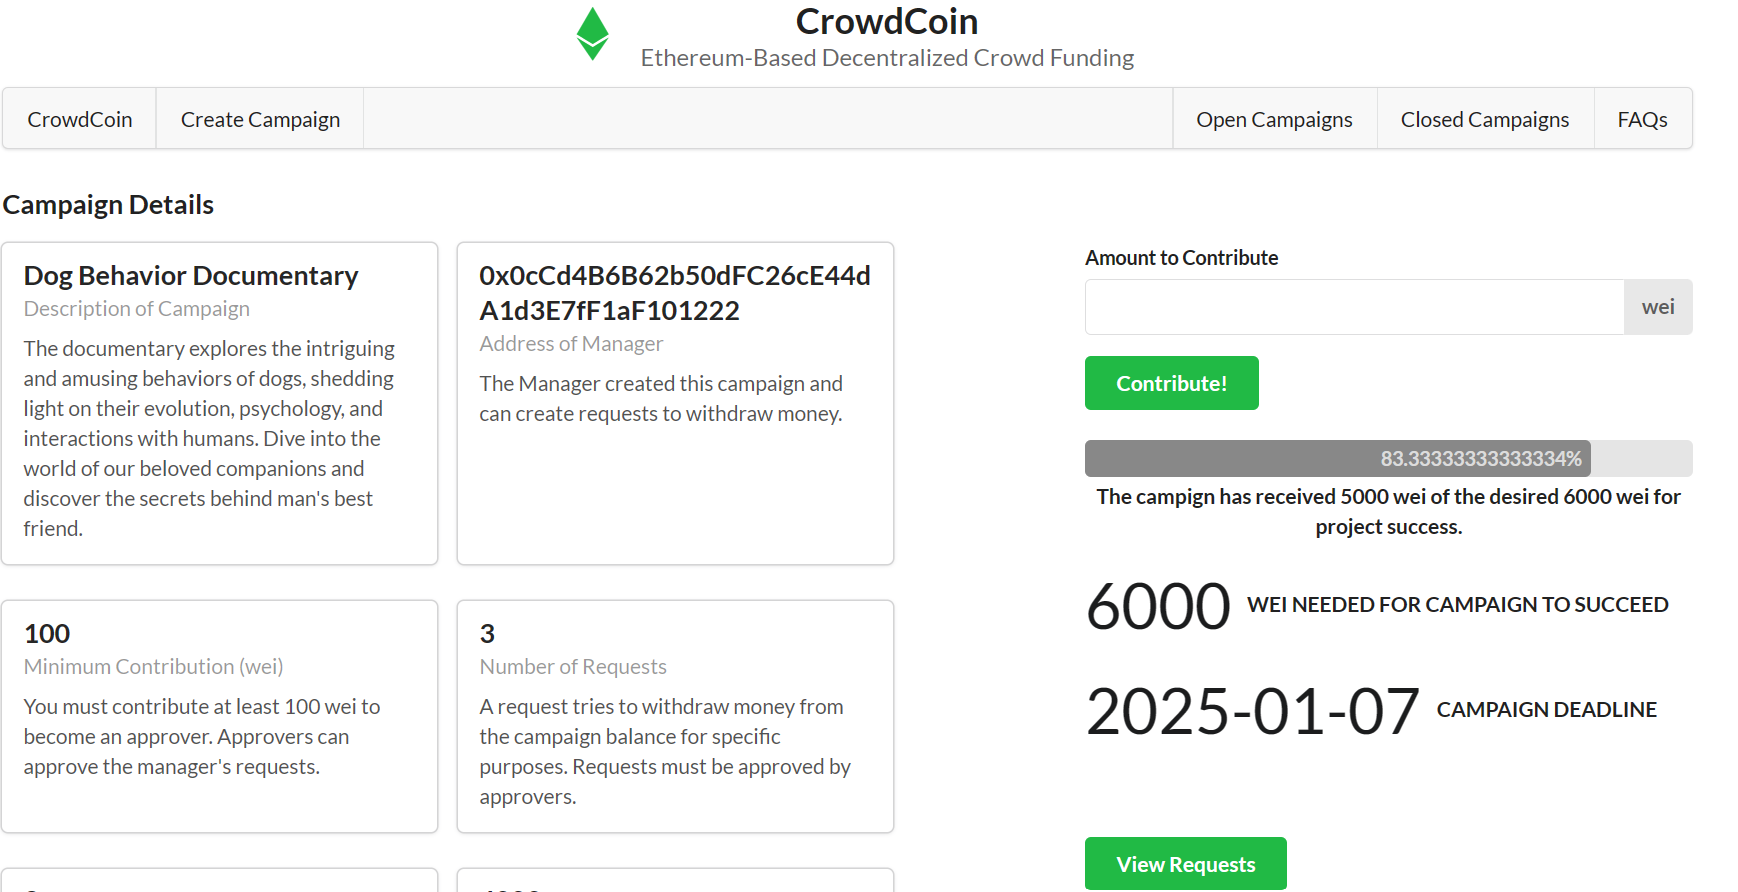 CrowdCoin
Ethereum-Based Decentralized Crowd Funding
CrowdCoin
Create Campaign
Open Campaigns
Closed Campaigns
FAQs
Campaign Details
Dog Behavior Documentary
Description of Campaign
The documentary explores the intriguing
and amusing behaviors of dogs, shedding
light on their evolution, psychology, and
interactions with humans. Dive into the
world of our beloved companions and
discover the secrets behind man's best
friend.
0x0cCd4B6B62b50dFC26cE44d
A1d3E7fF1aF101222
Address of Manager
The Manager created this campaign and
can create requests to withdraw money.
100
Minimum Contribution (wei)
You must contribute at least 100 wei to
become an approver. Approvers can
approve the manager's requests.
3
Number of Requests
A request tries to withdraw money from
the campaign balance for specific
purposes. Requests must be approved by
approvers.
Amount to Contribute
wei
Contribute!
83.33333333333334%
The campign has received 5000 wei of the desired 6000 wei for
project success.
6000 WEI NEEDED FOR CAMPAIGN TO SUCCEED
2025-01-07 CAMPAIGN DEADLINE
View Requests